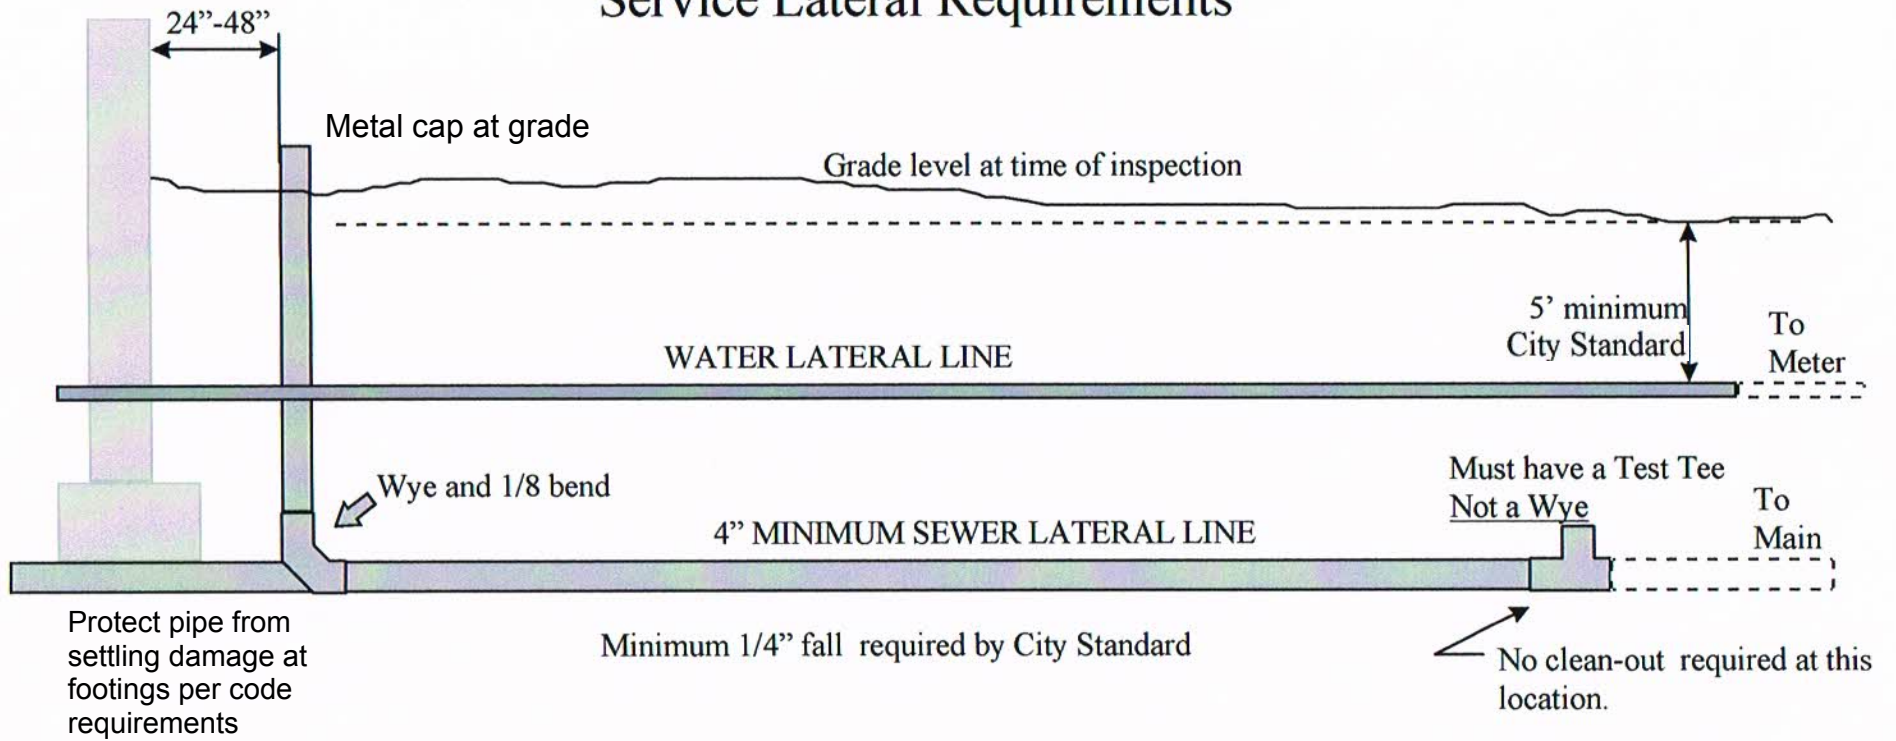 Service Lateral Requirements
24”-48”
Metal cap at grade
Grade level at time of inspection
5’ minimum
City Standard
To
Meter
WATER LATERAL LINE
Wye and 1/8 bend
Must have a Test Tee
Not a Wye
To
Main
4” MINIMUM SEWER LATERAL LINE
Protect pipe from
settling damage at
footings per code
requirements
Minimum 1/4” fall required by City Standard
No clean-out required at this
location.